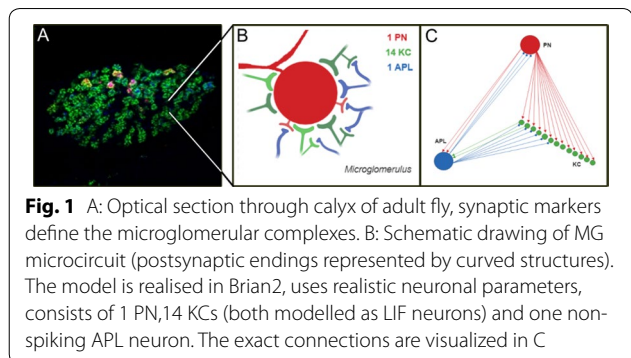 A
B
1 PN
14 KC
1 APL
Microglomerulus
C
PN
APL
KC
Fig. 1 A: Optical section through calyx of adult fly, synaptic markers
define the microglomerular complexes. B: Schematic drawing of MG
microcircuit (postsynaptic endings represented by curved structures).
The model is realised in Brian2, uses realistic neuronal parameters,
consists of 1 PN,14 KCs (both modelled as LIF neurons) and one non-
spiking APL neuron. The exact connections are visualized in C